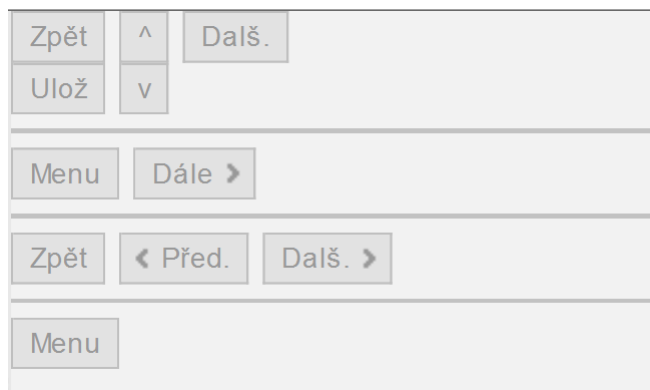 Zpět ^ Dalš.
Ulož v
Menu Dále >
Zpět < Před. Dalš. >
Menu